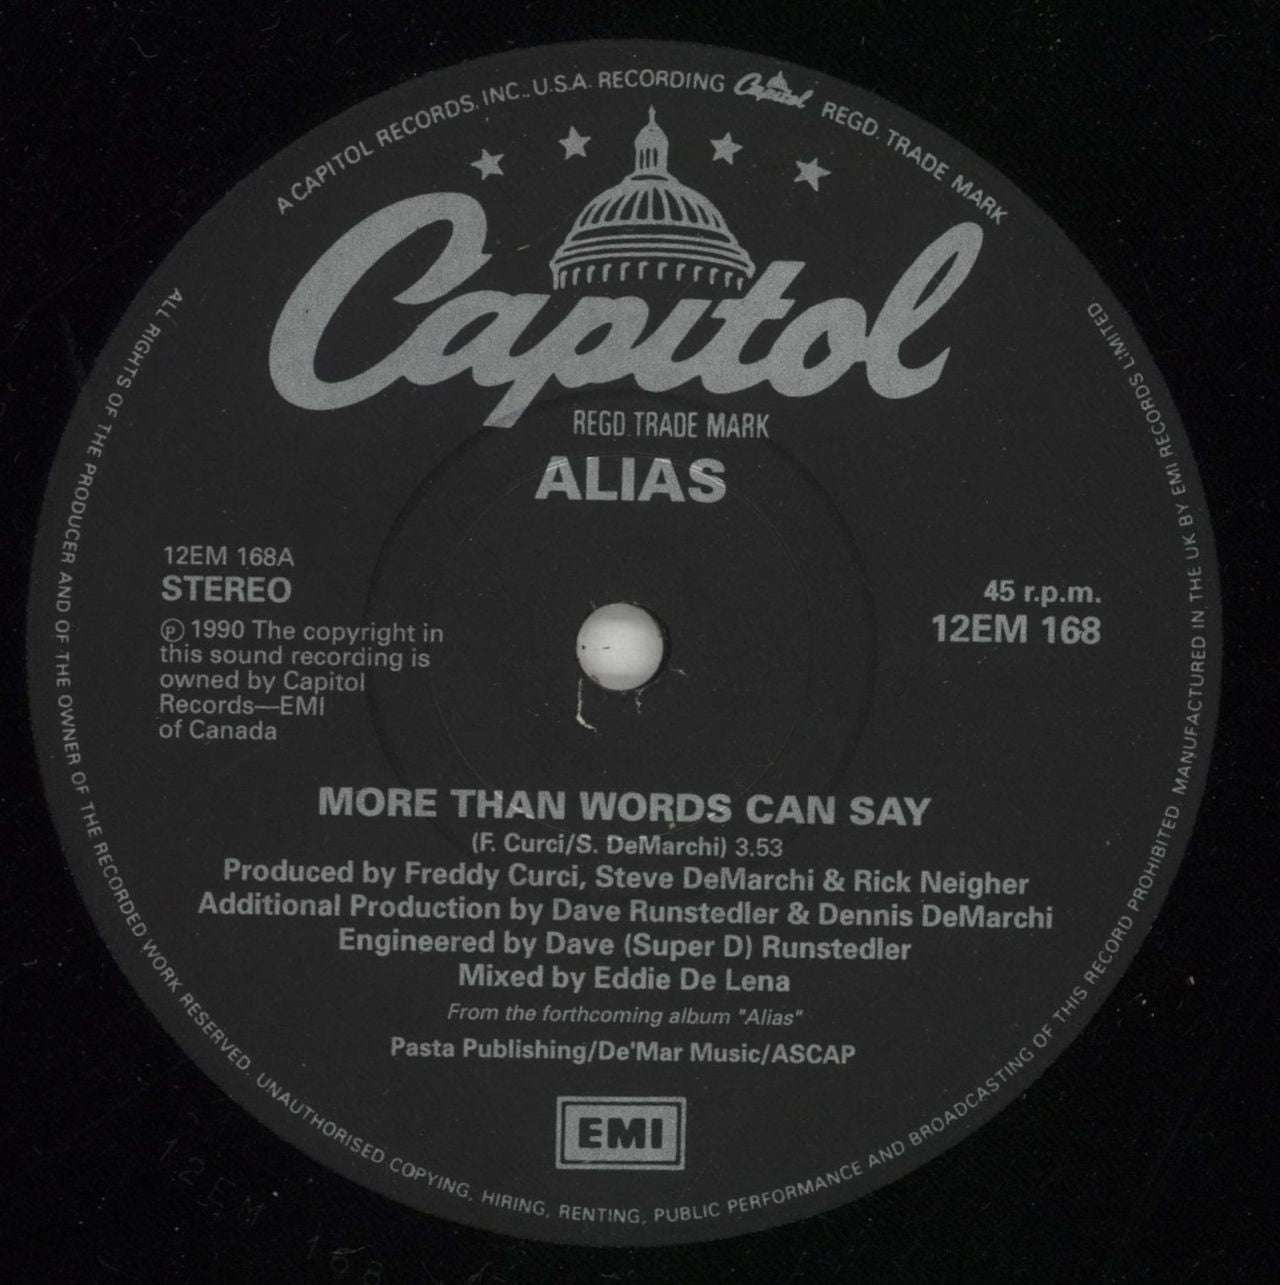 A CAPITOL RECORDS, INC., U.S.A. RECORDING Capitol REGD. TRADE MARK
Capitol
REGD. TRADE MARK
ALIAS
12EM 168A
STEREO
℗ 1990 The copyright in
this sound recording is
owned by Capitol
Records—EMI
of Canada
45 r.p.m.
12EM 168
MORE THAN WORDS CAN SAY
(F. Curci/S. DeMarchi) 3.53
Produced by Freddy Curci, Steve DeMarchi & Rick Neigher
Additional Production by Dave Runstedler & Dennis DeMarchi
Engineered by Dave (Super D) Runstedler
Mixed by Eddie De Lena
From the forthcoming album "Alias"
Pasta Publishing/De'Mar Music/ASCAP
EMI
ALL RIGHTS OF THE PRODUCER AND OF THE OWNER OF THE RECORDED WORK RESERVED. UNAUTHORISED COPYING, HIRING, RENTING, PUBLIC PERFORMANCE AND BROADCASTING OF THIS RECORD PROHIBITED. MANUFACTURED IN THE UK BY EMI RECORDS LIMITED.
12EM 168